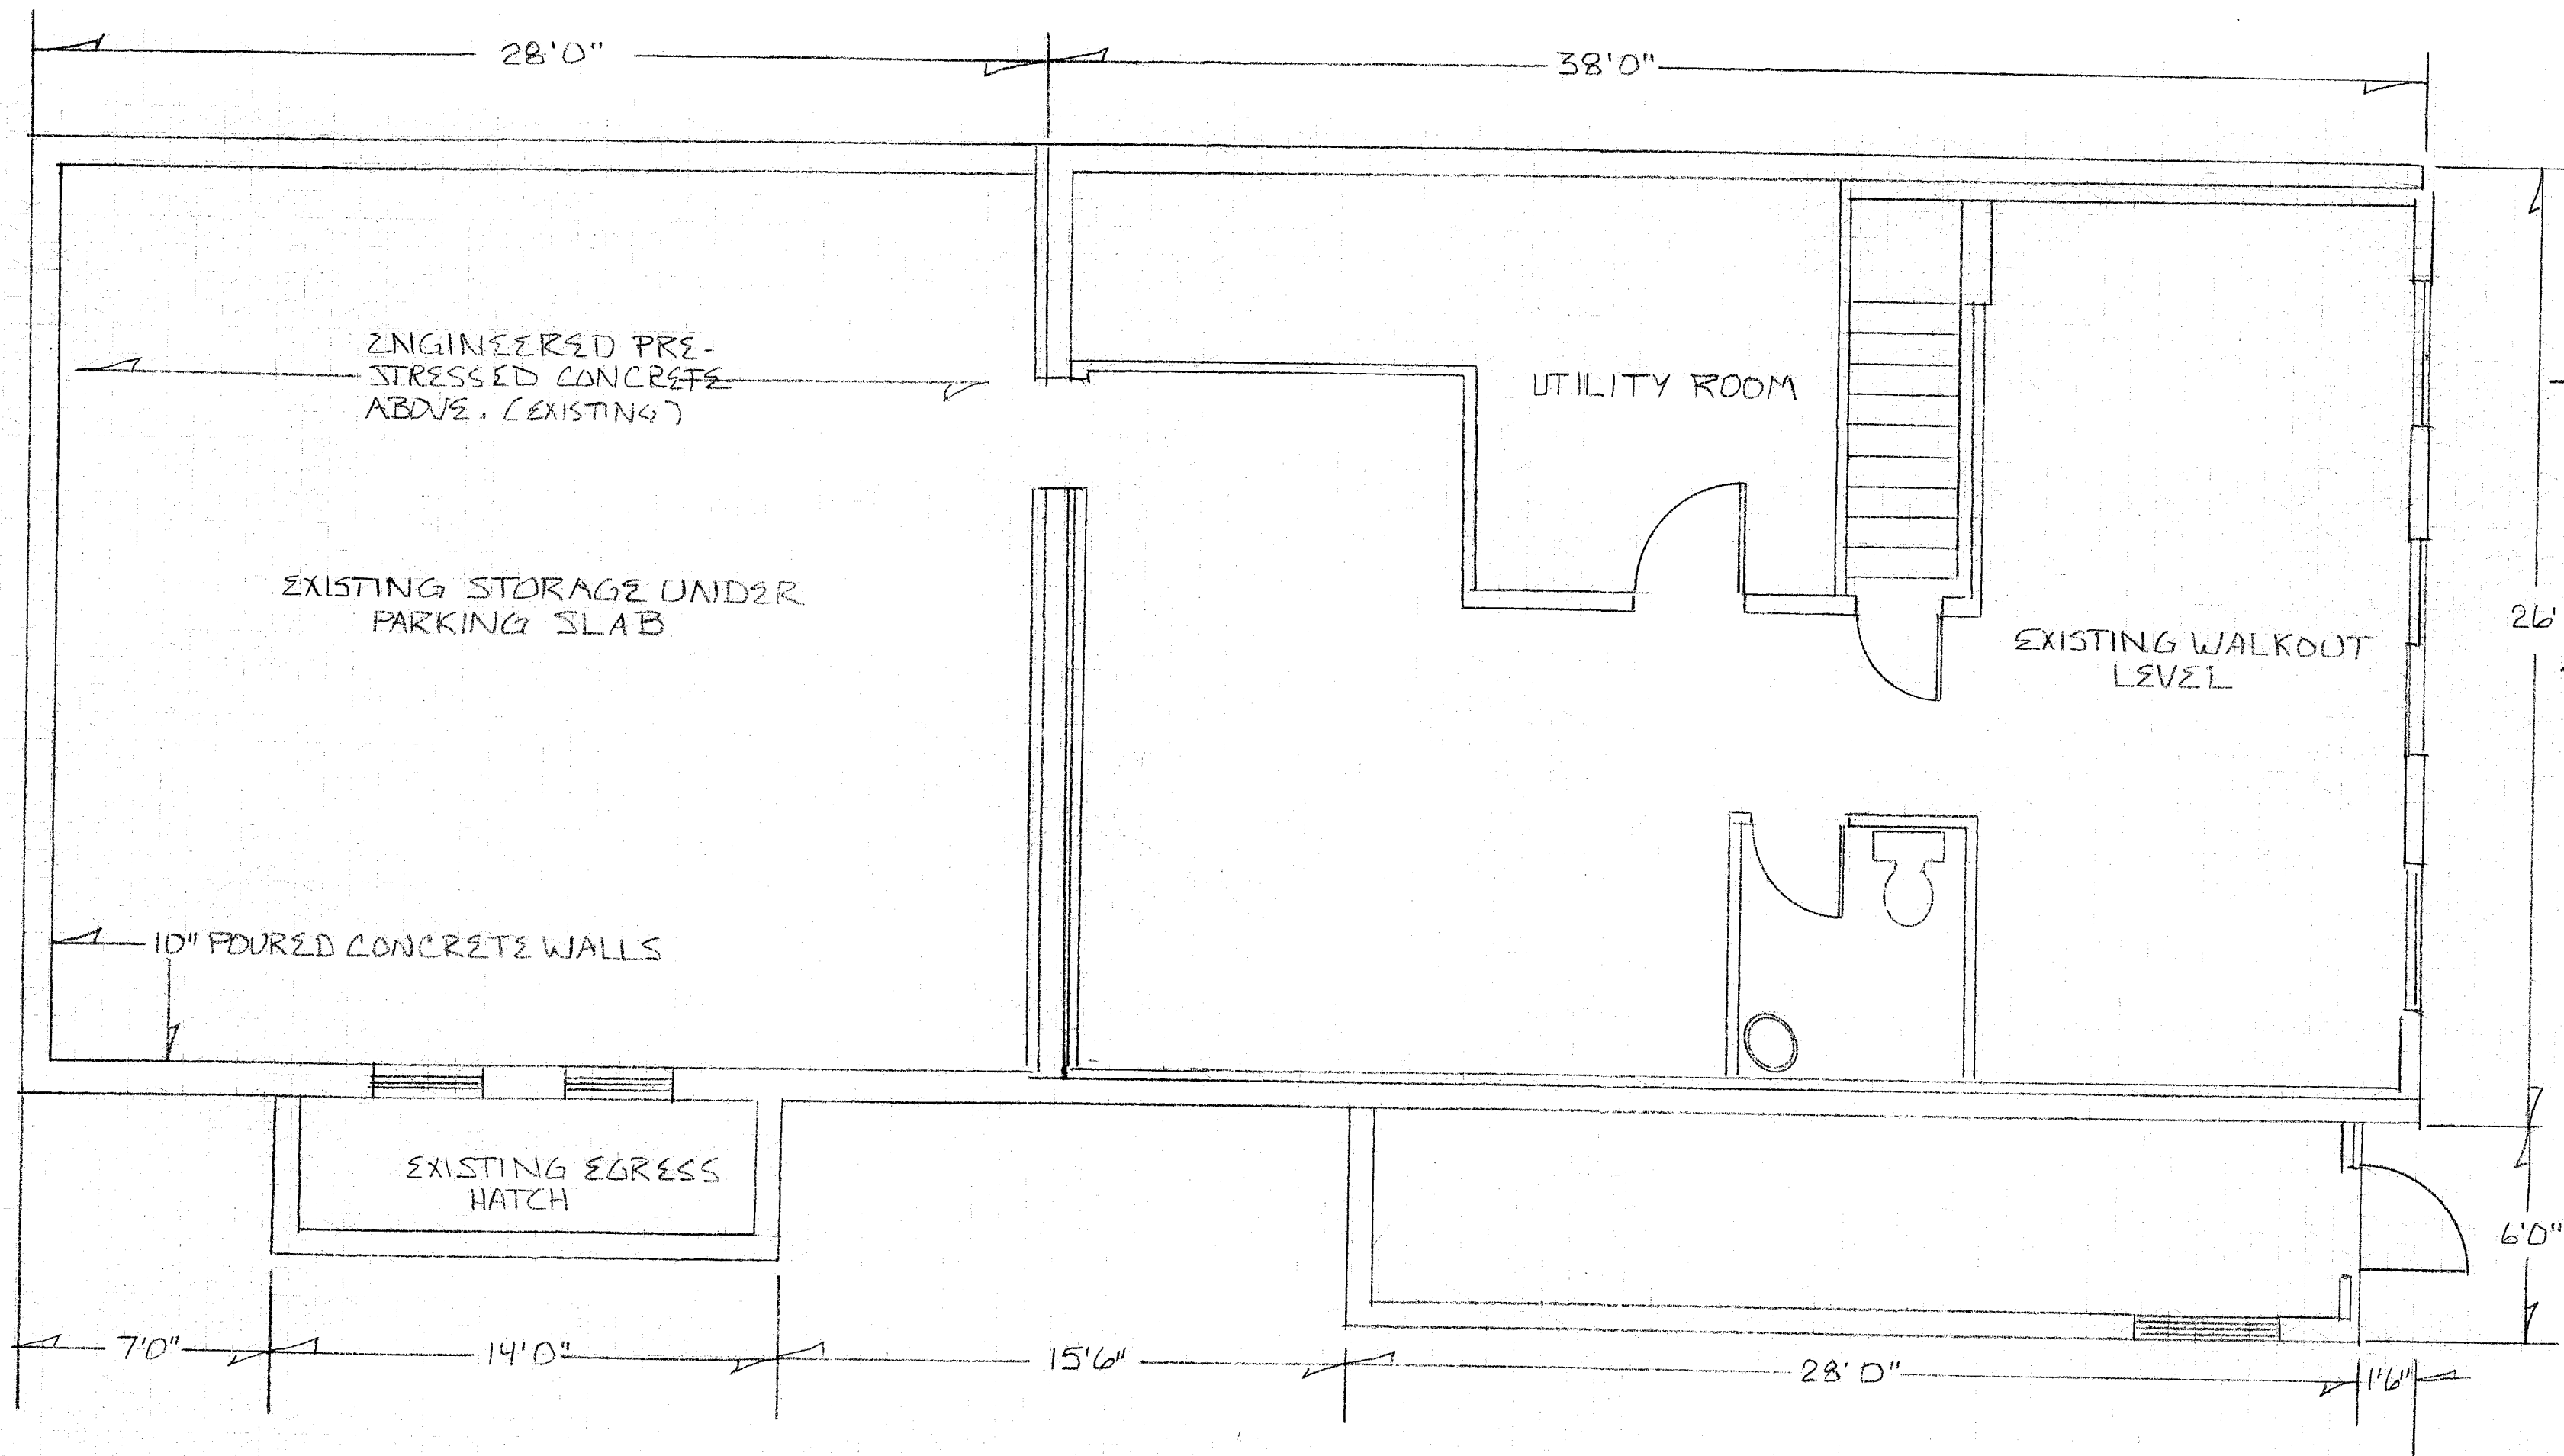 28'0"
38'0"
ENGINEERED PRE-
STRESSED CONCRETE
ABOVE. (EXISTING)
UTILITY ROOM
EXISTING STORAGE UNDER
PARKING SLAB
26'
EXISTING WALKOUT
LEVEL
10" POURED CONCRETE WALLS
EXISTING EGRESS
HATCH
6'0"
7'0"
14'0"
15'6"
28'0"
1'6"